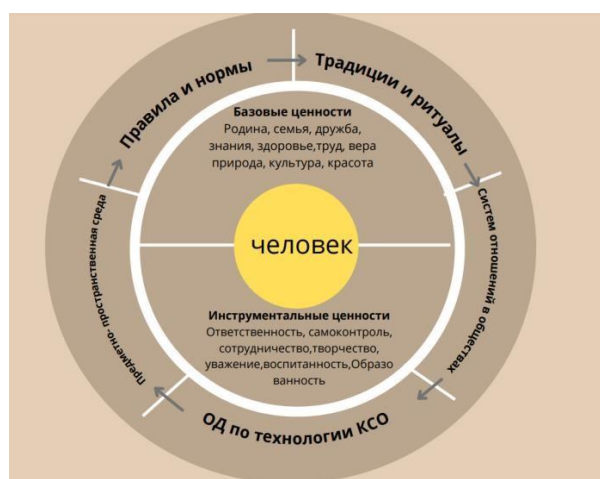 Правила и нормы
Традиции и ритуалы
Базовые ценности
Родина, семья, дружба,
знания, здоровье,труд, вера
природа, культура, красота
человек
Инструментальные ценности
Ответственность, самоконтроль,
сотрудничество,творчество,
уважение,воспитанность,Образо
ванность
Систем отношений в обществах
ОД по технологии КСО
Предметно- пространственная среда